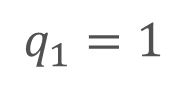 q₁ = 1